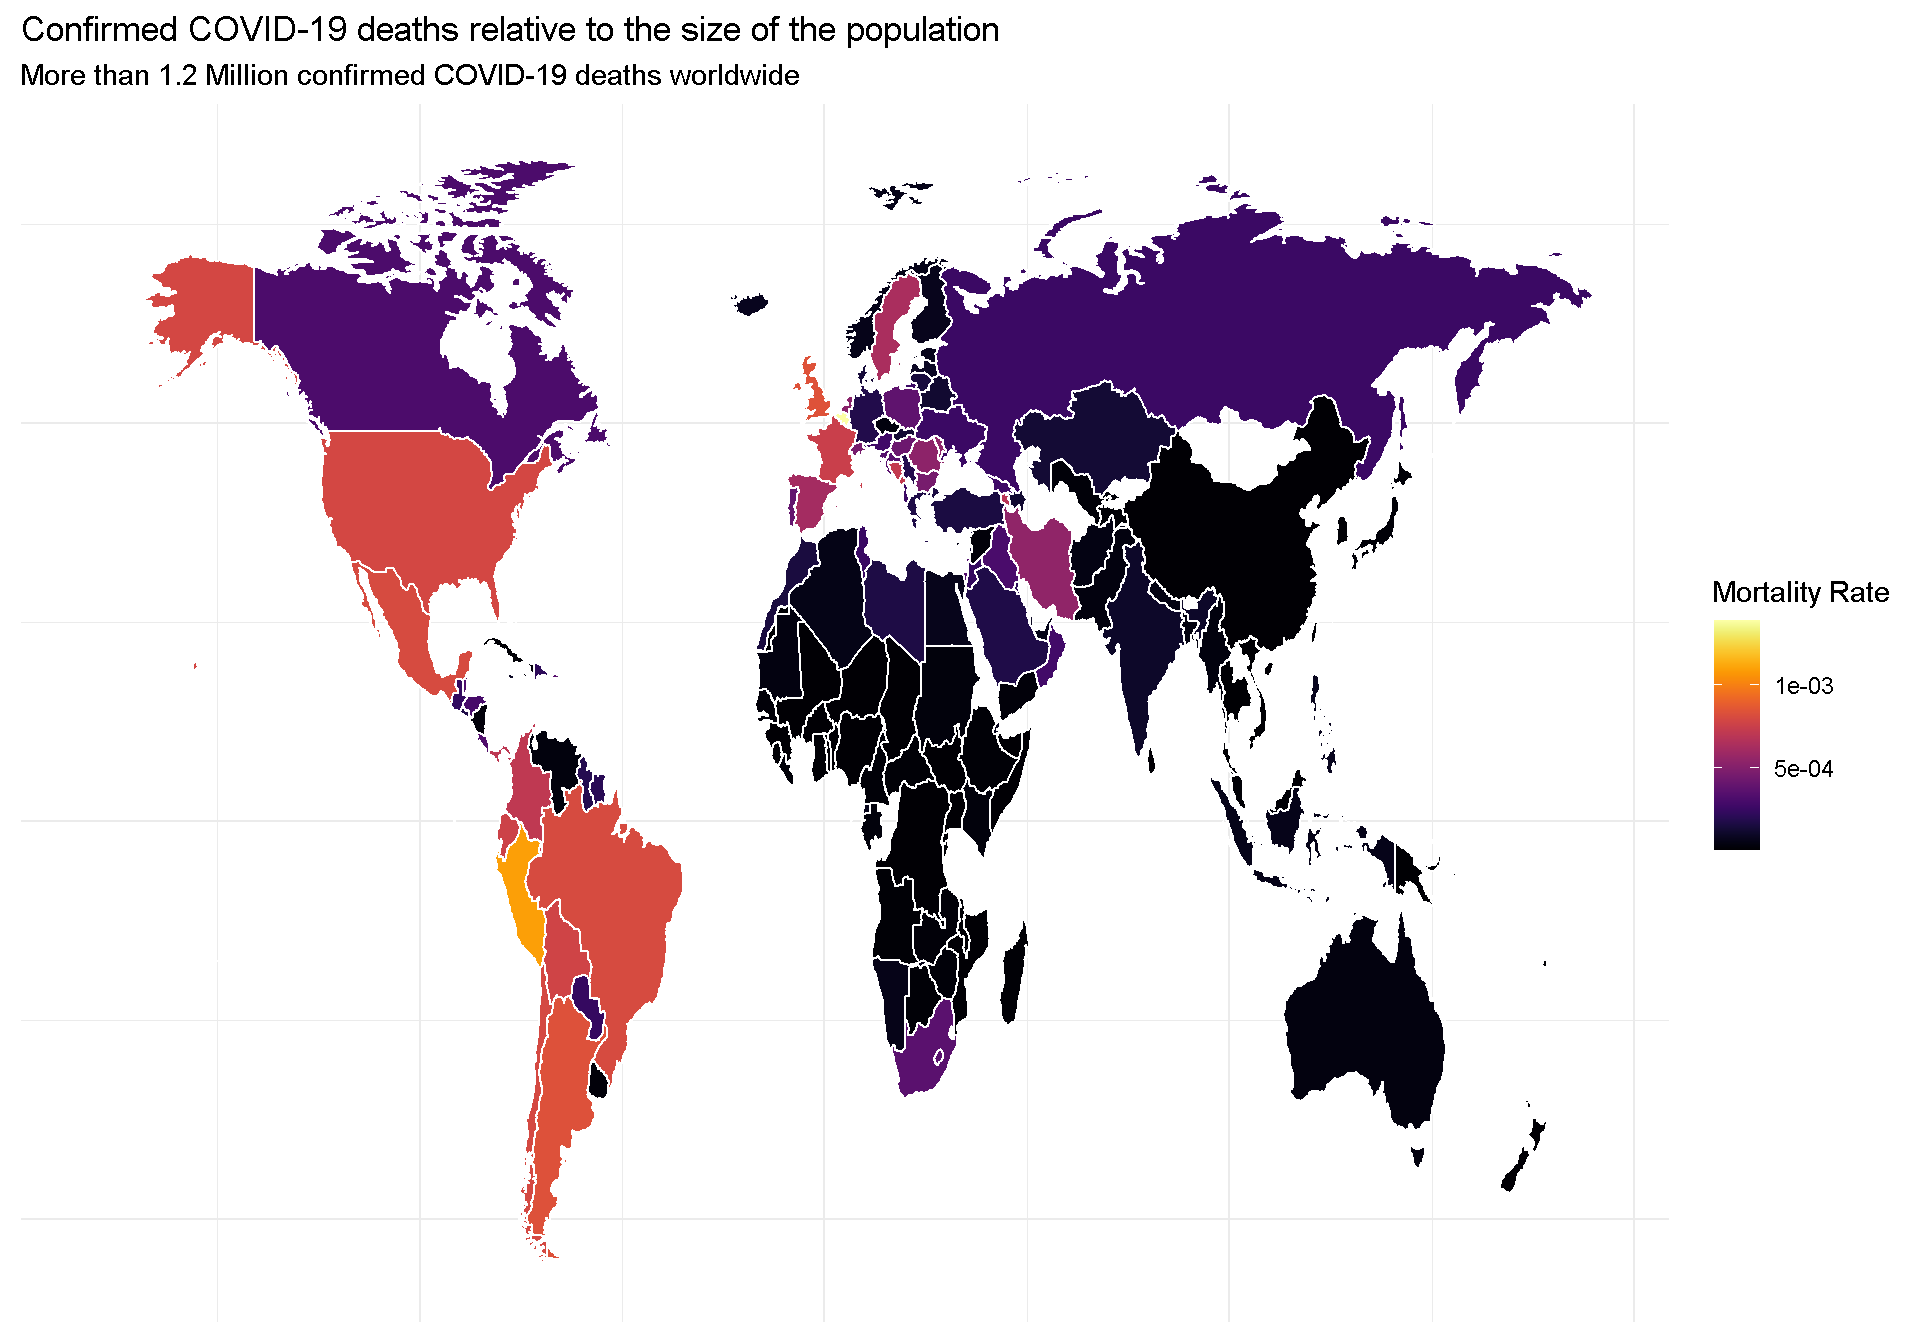 Confirmed COVID-19 deaths relative to the size of the population
More than 1.2 Million confirmed COVID-19 deaths worldwide
Mortality Rate
1e-03
5e-04